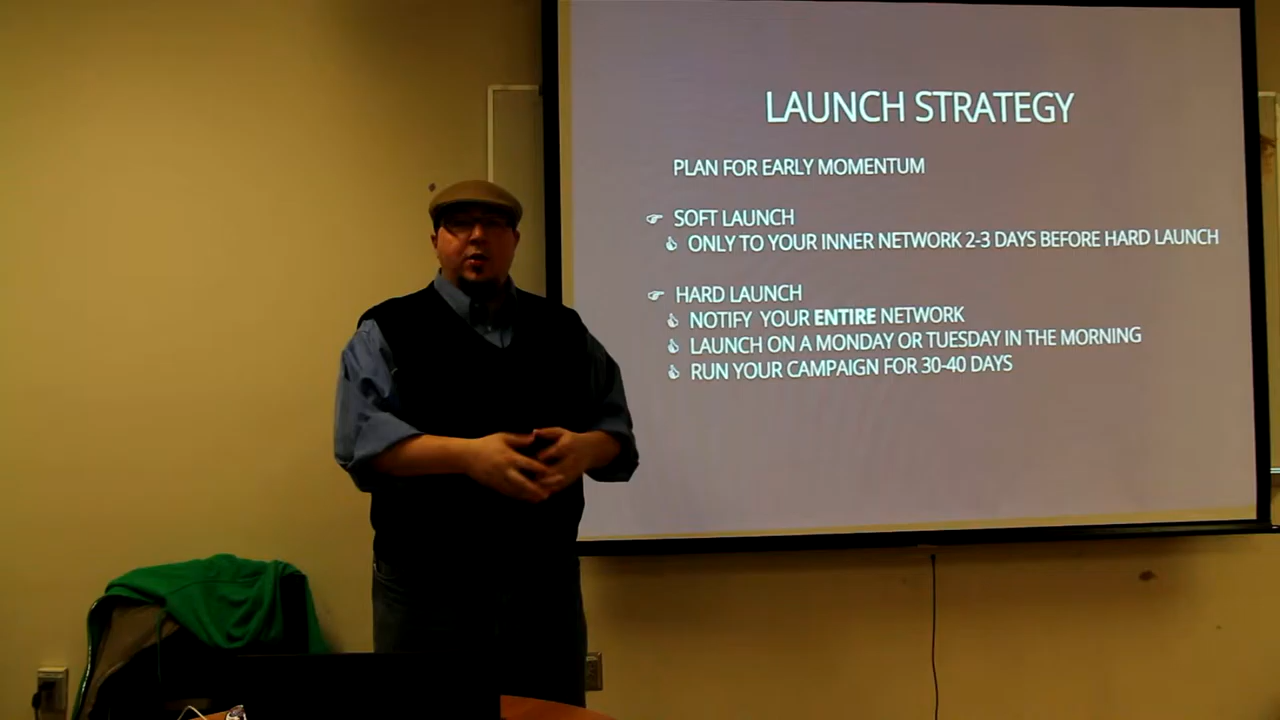 LAUNCH STRATEGY
PLAN FOR EARLY MOMENTUM
SOFT LAUNCH
ONLY TO YOUR INNER NETWORK 2-3 DAYS BEFORE HARD LAUNCH
HARD LAUNCH
NOTIFY YOUR ENTIRE NETWORK
LAUNCH ON A MONDAY OR TUESDAY IN THE MORNING
RUN YOUR CAMPAIGN FOR 30-40 DAYS